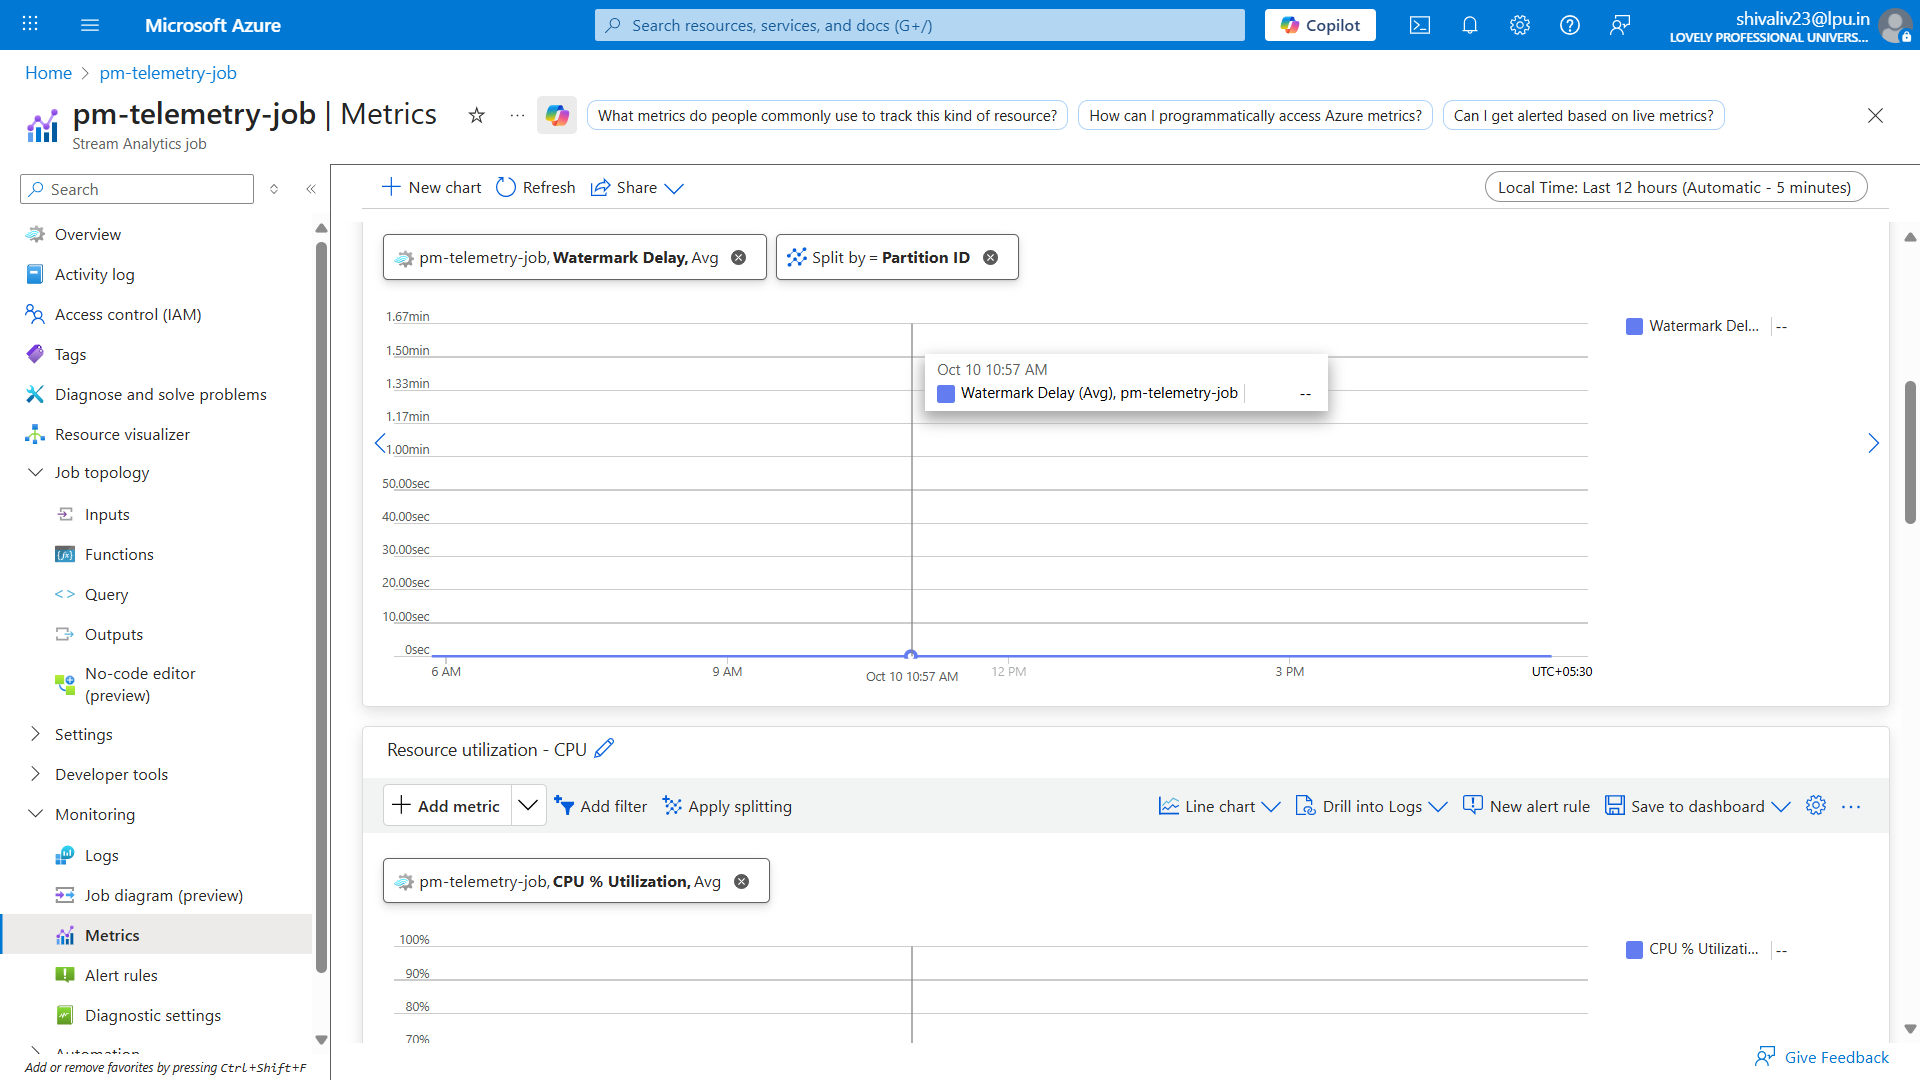 Microsoft Azure
Search resources, services, and docs (G+/)
Copilot
shivaliv23@lpu.in
LOVELY PROFESSIONAL UNIVERS...
Home
pm-telemetry-job
pm-telemetry-job | Metrics
Stream Analytics job
What metrics do people commonly use to track this kind of resource?
How can I programmatically access Azure metrics?
Can I get alerted based on live metrics?
Search
Overview
Activity log
Access control (IAM)
Tags
Diagnose and solve problems
Resource visualizer
Job topology
Inputs
Functions
Query
Outputs
No-code editor
(preview)
Settings
Developer tools
Monitoring
Logs
Job diagram (preview)
Metrics
Alert rules
Diagnostic settings
Automation
Add or remove favorites by pressing Ctrl+Shift+F
New chart
Refresh
Share
Local Time: Last 12 hours (Automatic - 5 minutes)
pm-telemetry-job, Watermark Delay, Avg
Split by = Partition ID
1.67min
1.50min
1.33min
1.17min
1.00min
50.00sec
40.00sec
30.00sec
20.00sec
10.00sec
0sec
6 AM
9 AM
Oct 10 10:57 AM
12 PM
3 PM
UTC+05:30
Oct 10 10:57 AM
Watermark Delay (Avg), pm-telemetry-job
--
Watermark Del...
--
Resource utilization - CPU
Add metric
Add filter
Apply splitting
Line chart
Drill into Logs
New alert rule
Save to dashboard
pm-telemetry-job, CPU % Utilization, Avg
100%
90%
80%
70%
CPU % Utilizati...
--
Give Feedback